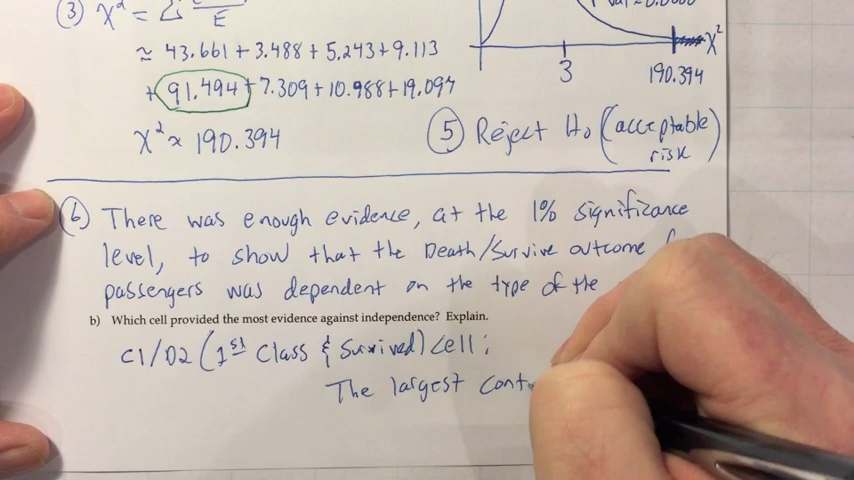 ③ χ² = Σ
E
≈ 43.661 + 3.488 + 5.243 + 9.113
+ 91.494 + 7.309 + 10.988 + 19.097
χ² ≈ 190.394
χ²
3
190.394
⑤ Reject H₀ (acceptable risk)
⑥ There was enough evidence, at the 1% significance
level, to show that the Death/Survive outcome
passengers was dependent on the type of the
b) Which cell provided the most evidence against independence? Explain.
C1/D2 (1st Class & Survived) cell;
The largest cont